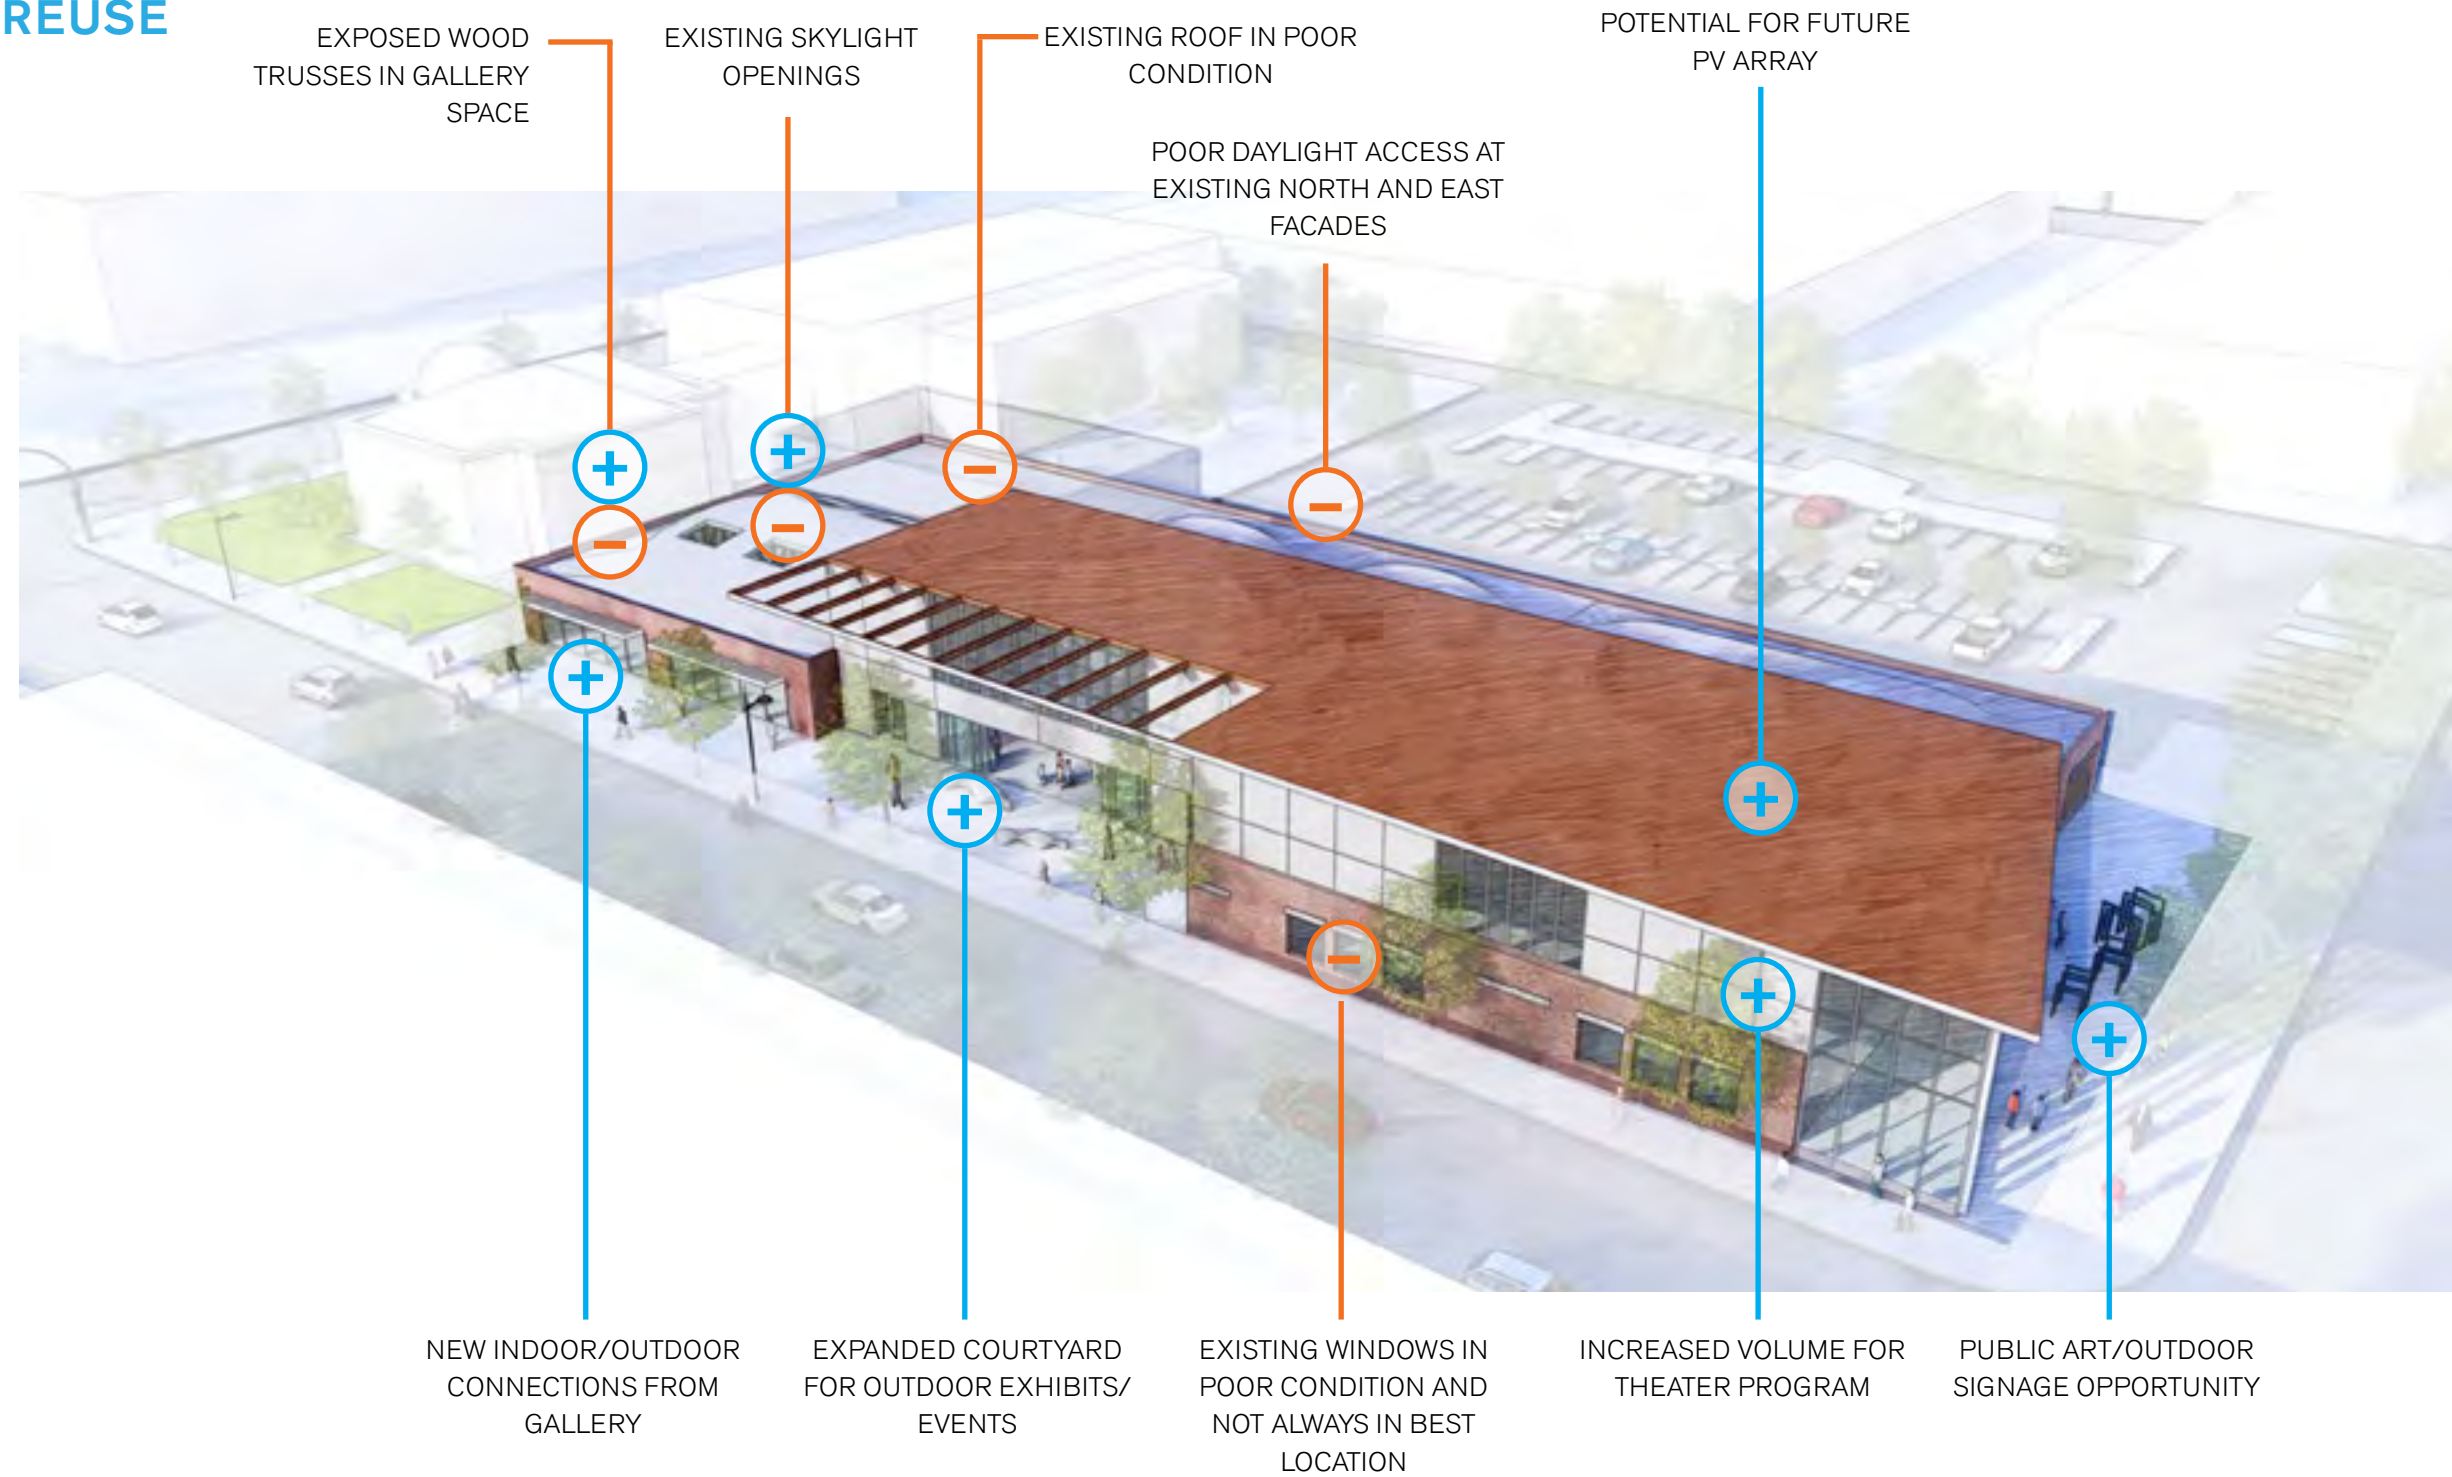 REUSE
EXPOSED WOOD
TRUSSES IN GALLERY
SPACE
EXISTING SKYLIGHT
OPENINGS
EXISTING ROOF IN POOR
CONDITION
POTENTIAL FOR FUTURE
PV ARRAY
POOR DAYLIGHT ACCESS AT
EXISTING NORTH AND EAST
FACADES
NEW INDOOR/OUTDOOR
CONNECTIONS FROM
GALLERY
EXPANDED COURTYARD
FOR OUTDOOR EXHIBITS/
EVENTS
EXISTING WINDOWS IN
POOR CONDITION AND
NOT ALWAYS IN BEST
LOCATION
INCREASED VOLUME FOR
THEATER PROGRAM
PUBLIC ART/OUTDOOR
SIGNAGE OPPORTUNITY